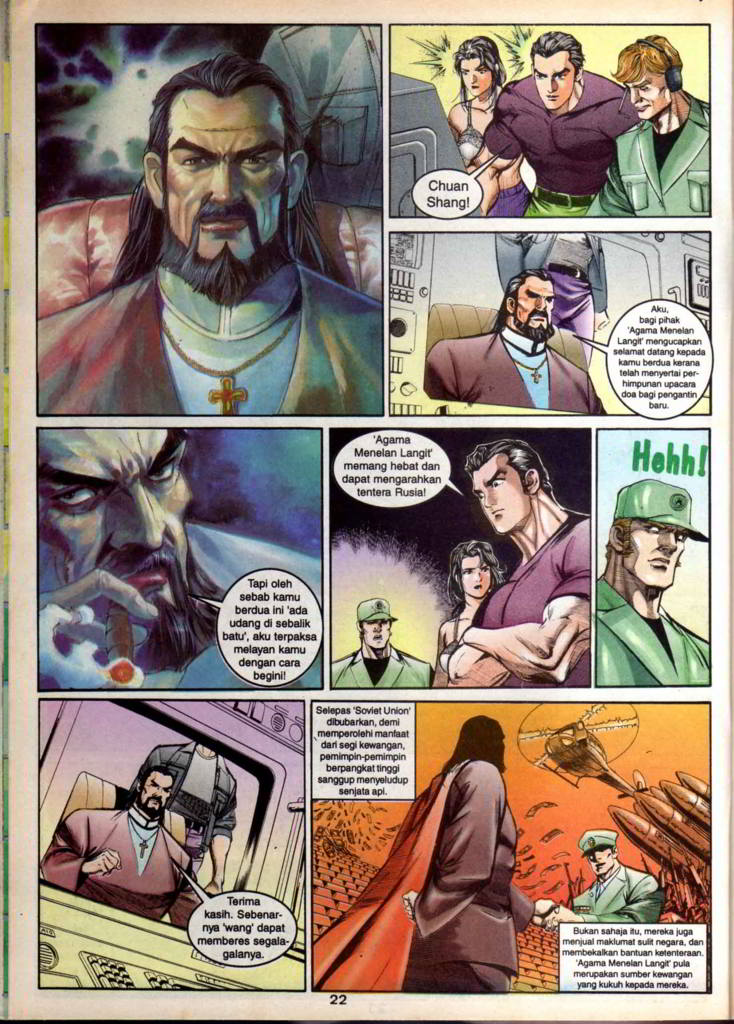 Chuan
Shang!
Aku,
bagi pihak
'Agama Menelan
Langit' mengucapkan
selamat datang kepada
kamu berdua kerana
telah menyertai per-
himpunan upacara
doa bagi pengantin
baru.
Tapi oleh
sebab kamu
berdua ini 'ada
udang di sebalik
batu', aku terpaksa
melayan kamu
dengan cara
begini!
'Agama
Menelan Langit'
memang hebat dan
dapat mengarahkan
tentera Rusia!
Hehh!
Terima
kasih. Sebenar-
nya 'wang' dapat
memberes segala-
galanya.
Selepas 'Soviet Union'
dibubarkan, demi
memperolehi manfaat
dari segi kewangan,
pemimpin-pemimpin
berpangkat tinggi
sanggup menyeludup
senjata api.
Bukan sahaja itu, mereka juga
menjual maklumat sulit negara, dan
membekalkan bantuan ketenteraan.
'Agama Menelan Langit' pula
merupakan sumber kewangan
yang kukuh kepada mereka.
22